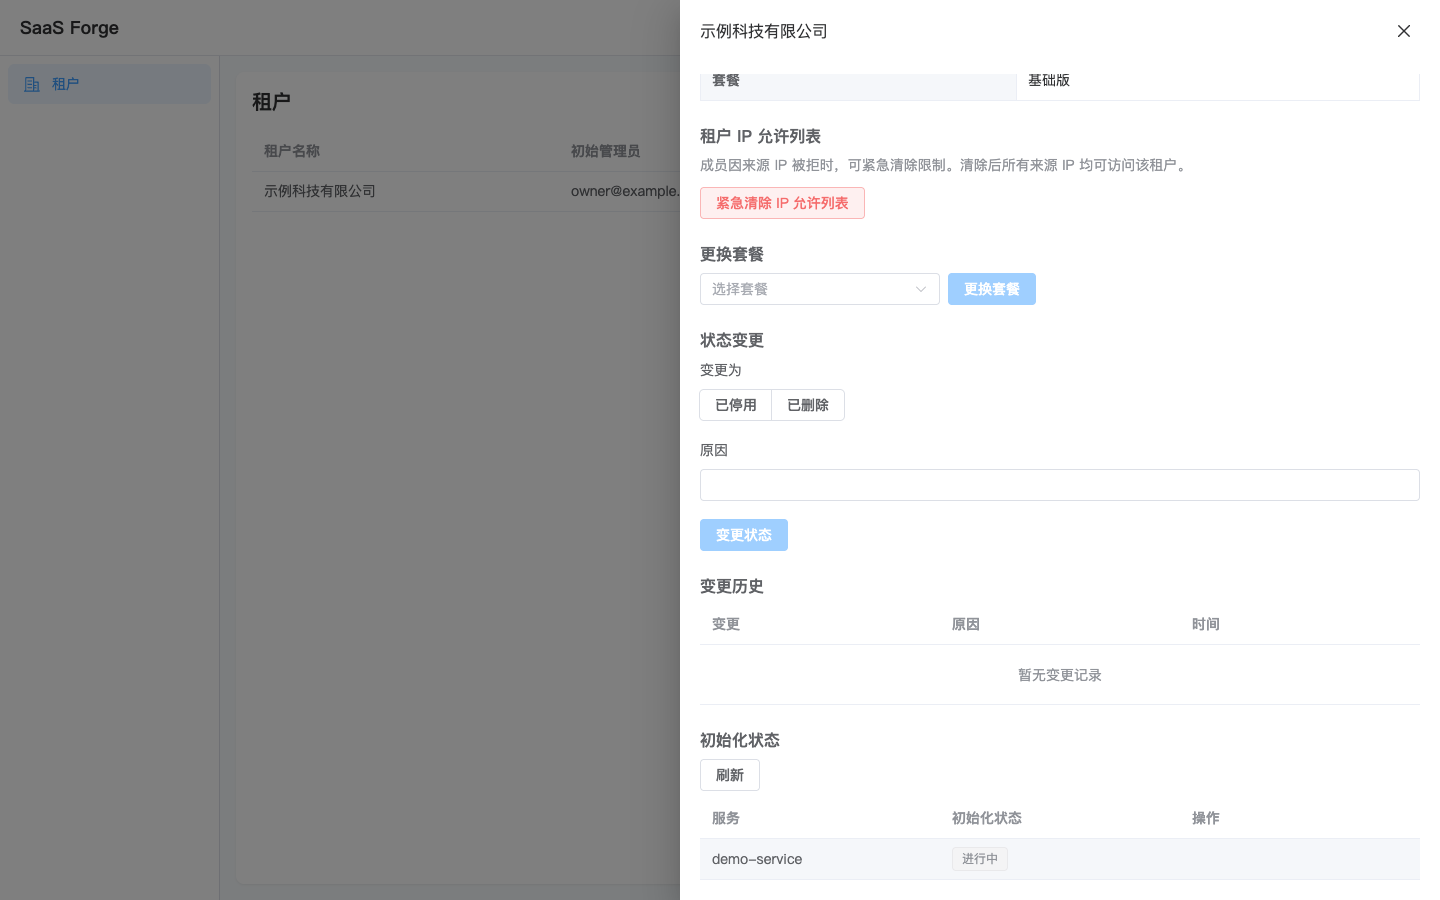 SaaS Forge
租户
租户
租户名称 初始管理员
示例科技有限公司 owner@example.
示例科技有限公司
套餐 基础版
租户 IP 允许列表
成员因来源 IP 被拒时，可紧急清除限制。清除后所有来源 IP 均可访问该租户。
紧急清除 IP 允许列表
更换套餐
选择套餐 更换套餐
状态变更
变更为
已停用 已删除
原因
变更状态
变更历史
变更 原因 时间
暂无变更记录
初始化状态
刷新
服务 初始化状态 操作
demo-service 进行中